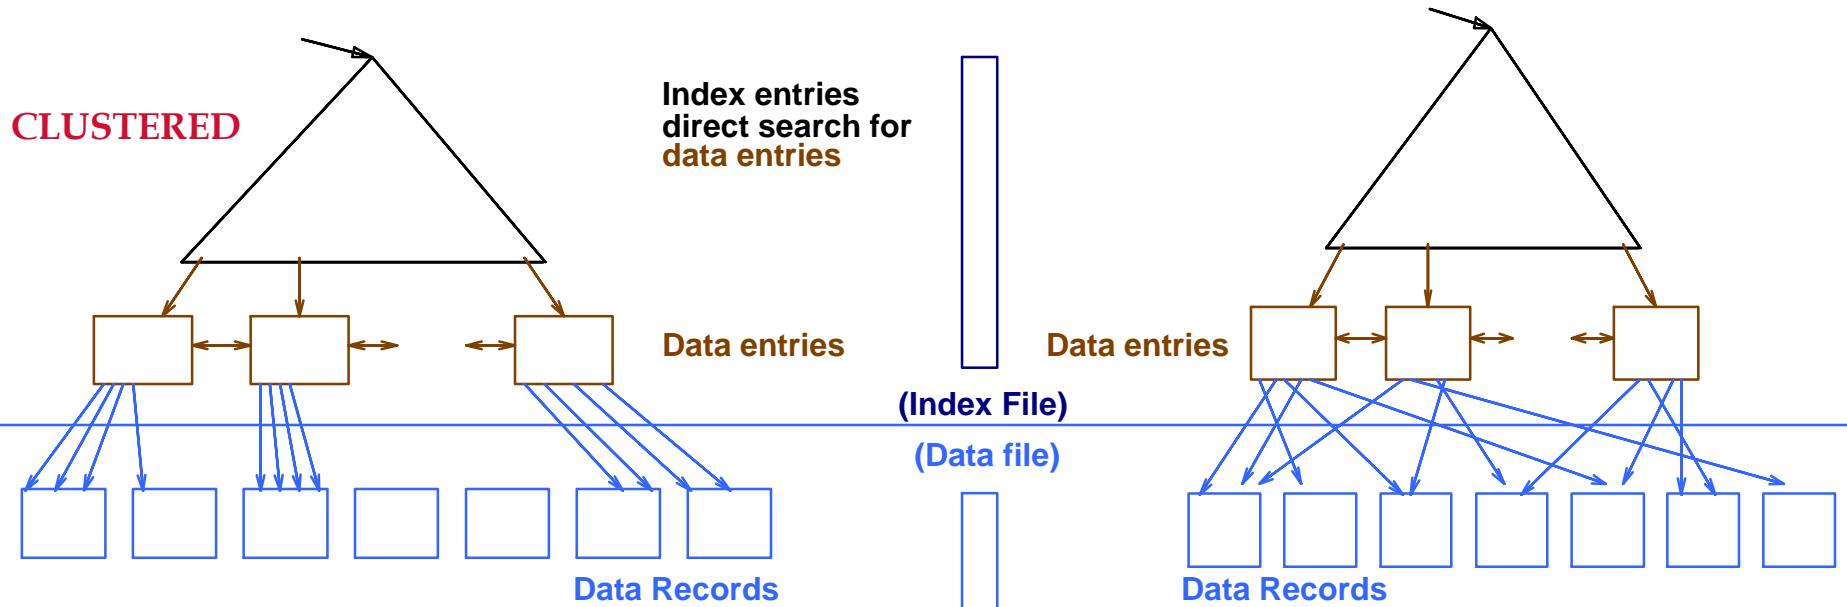 CLUSTERED
Index entries
direct search for
data entries
Data entries
Data entries
(Index File)
(Data file)
Data Records
Data Records